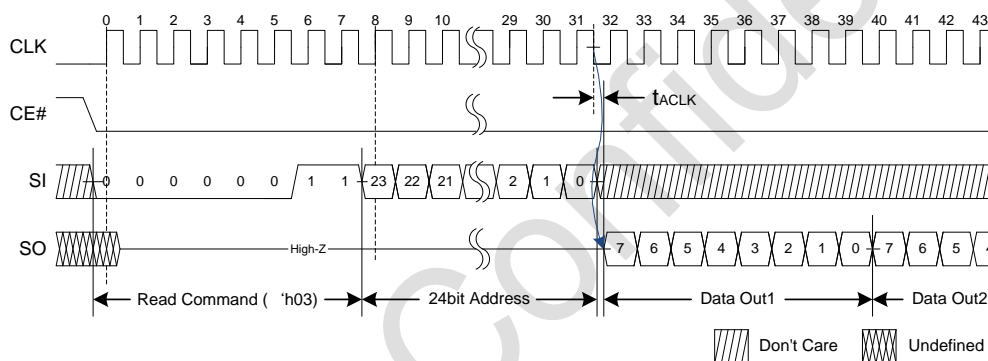 0 1 2 3 4 5 6 7 8 9 10 29 30 31 32 33 34 35 36 37 38 39 40 41 42 43
CLK
tACLK
CE#
SI 0 0 0 0 0 0 1 1 23 22 21 2 1 0
SO High-Z 7 6 5 4 3 2 1 0 7 6 5 4
Read Command ( ‘h03) 24bit Address Data Out1 Data Out2
Don't Care Undefined
Confide